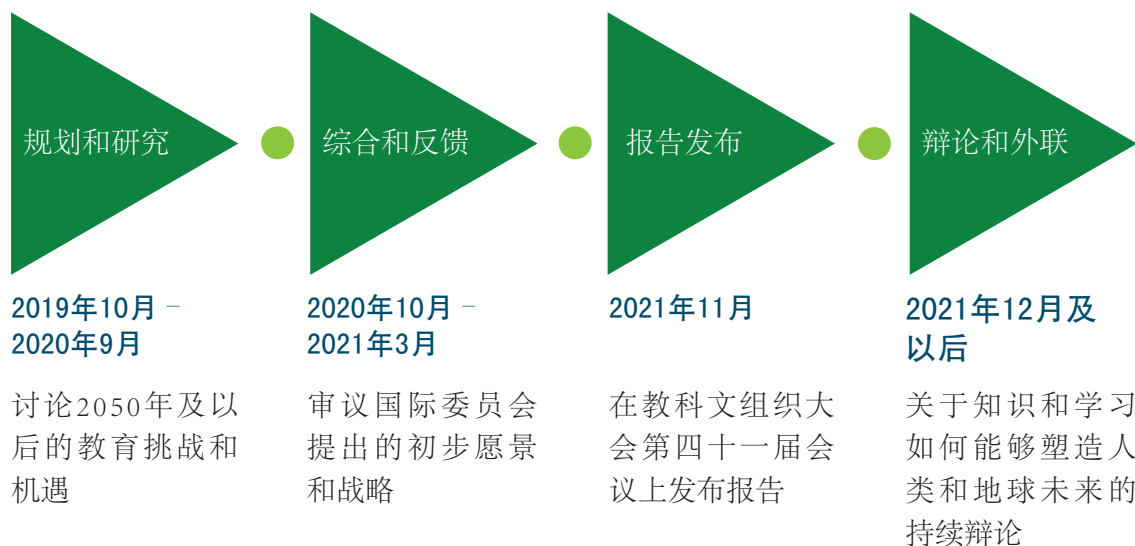 规划和研究
综合和反馈
报告发布
辩论和外联
2019年10月 –
2020年9月
2020年10月 –
2021年3月
2021年11月
2021年12月及
以后
讨论2050年及以
后的教育挑战和
机遇
审议国际委员会
提出的初步愿景
和战略
在教科文组织大
会第四十一届会
议上发布报告
关于知识和学习
如何能够塑造人
类和地球未来的
持续辩论